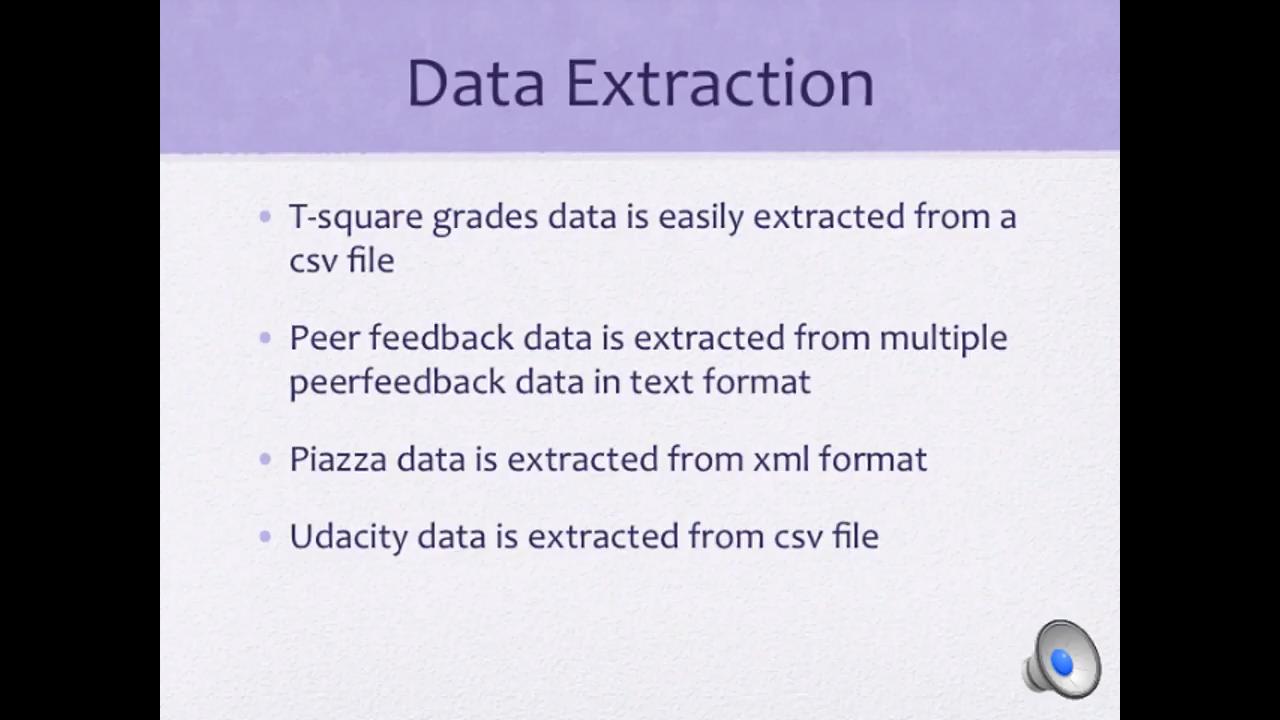 Data Extraction
• T-square grades data is easily extracted from a
csv file
• Peer feedback data is extracted from multiple
peerfeedback data in text format
• Piazza data is extracted from xml format
• Udacity data is extracted from csv file